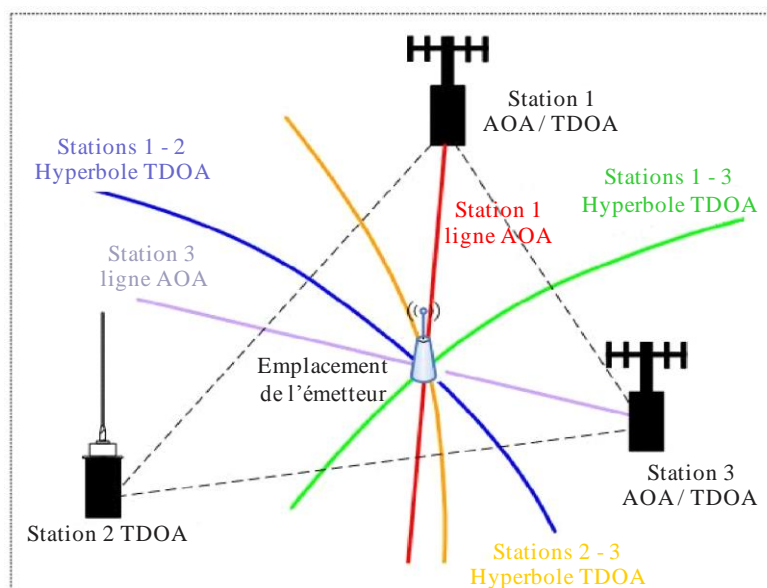 Station 1
AOA / TDOA
Stations 1 - 2
Hyperbole TDOA
Stations 1 - 3
Hyperbole TDOA
Station 1
ligne AOA
Station 3
ligne AOA
Emplacement
de l’émetteur
Station 3
AOA / TDOA
Station 2 TDOA
Stations 2 - 3
Hyperbole TDOA